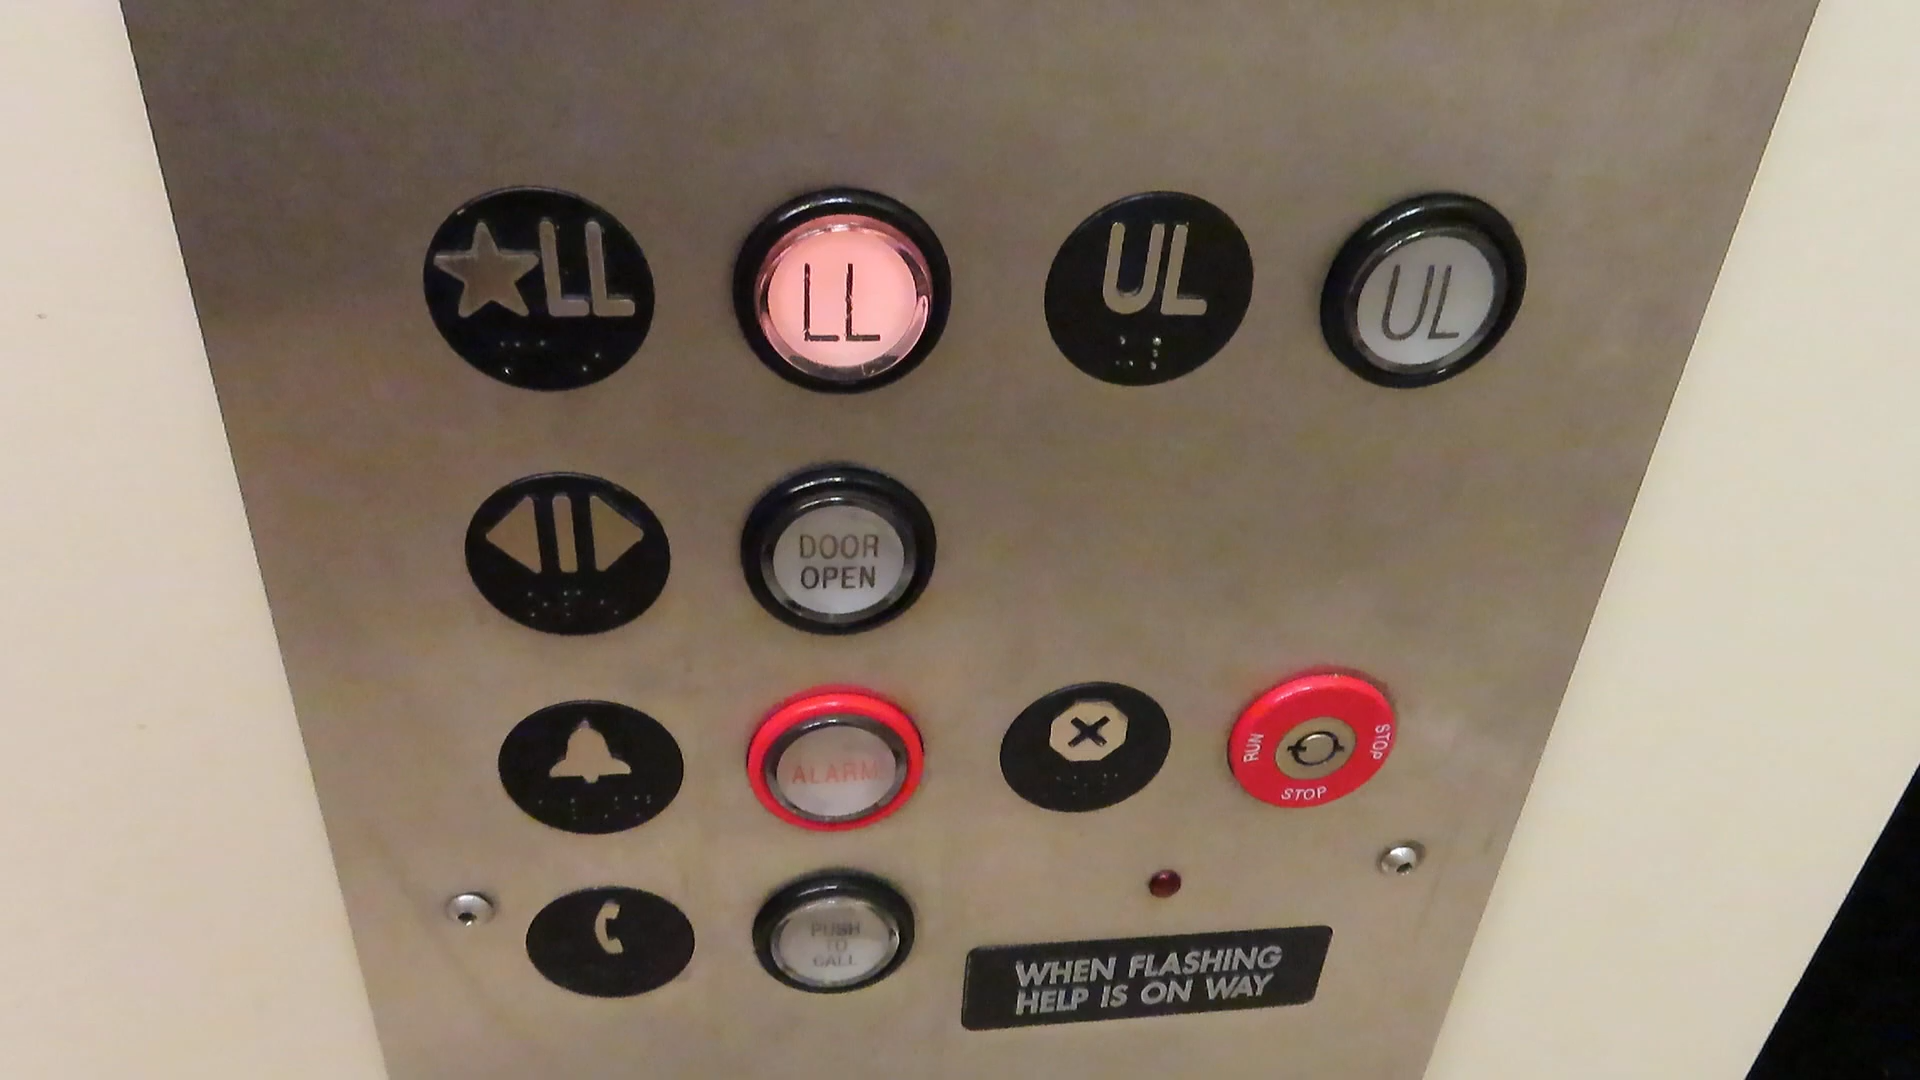 ★LL
LL
UL
UL
DOOR
OPEN
ALARM
RUN
STOP
STOP
PUSH
TO
CALL
WHEN FLASHING
HELP IS ON WAY